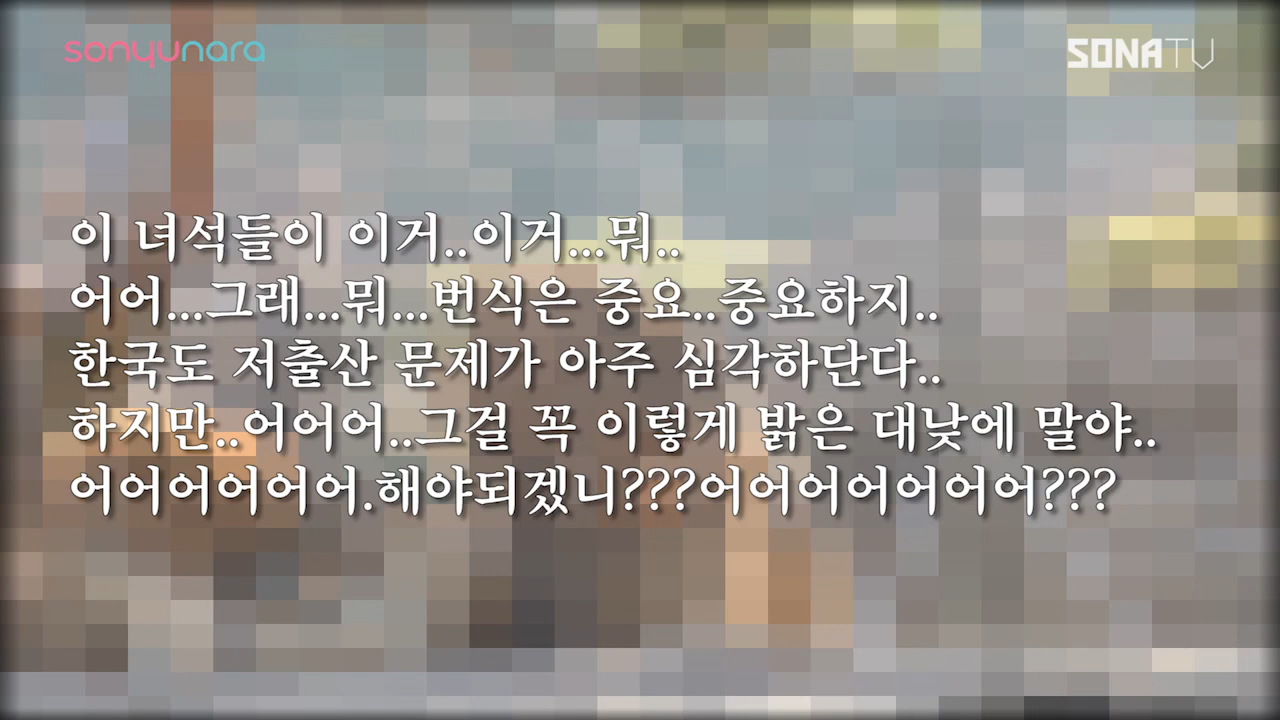 sonyunara
SONATV
이 녀석들이 이거..이거...뭐..
어어...그래...뭐...번식은 중요..중요하지..
한국도 저출산 문제가 아주 심각하단다..
하지만..어어어..그걸 꼭 이렇게 밝은 대낮에 말야..
어어어어어어.해야되겠니???어어어어어어어???